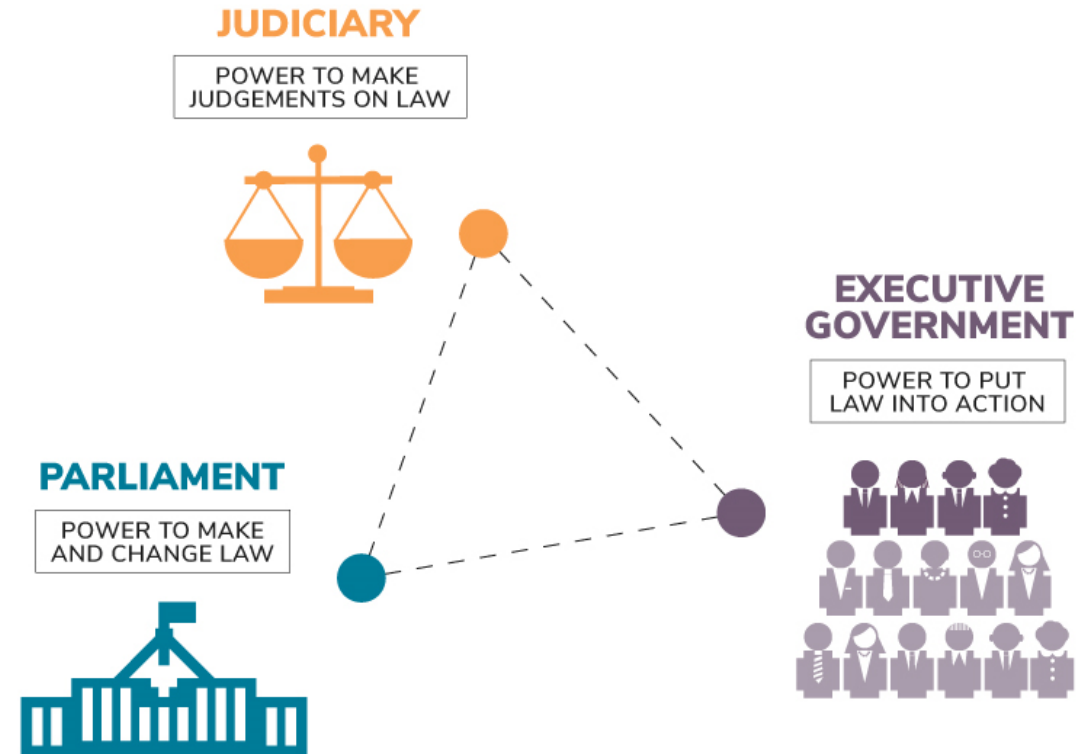 JUDICIARY
POWER TO MAKE
JUDGEMENTS ON LAW
EXECUTIVE
GOVERNMENT
POWER TO PUT
LAW INTO ACTION
PARLIAMENT
POWER TO MAKE
AND CHANGE LAW